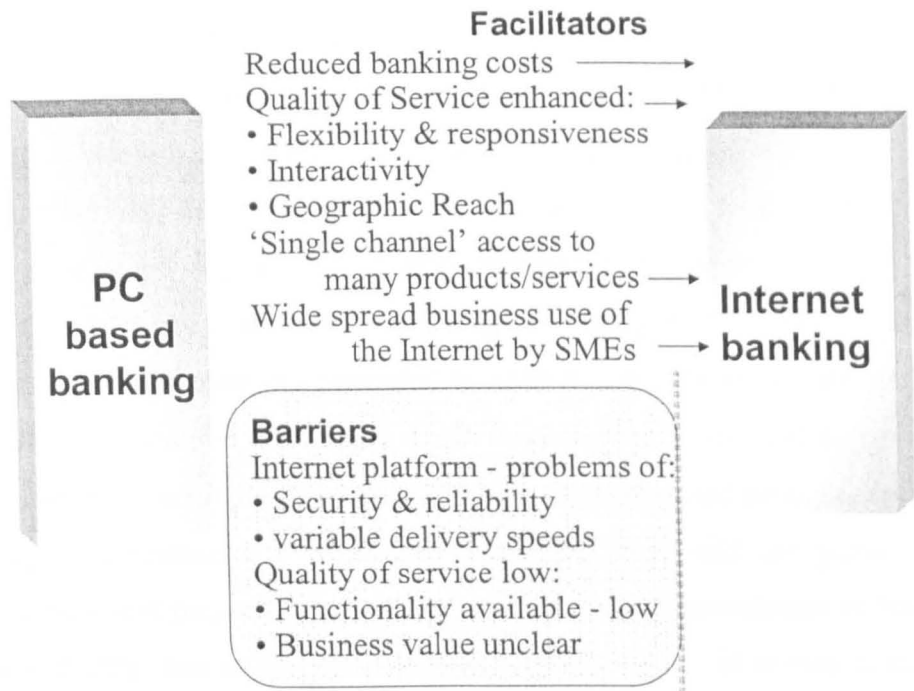 Facilitators
Reduced banking costs
Quality of Service enhanced:
• Flexibility & responsiveness
• Interactivity
• Geographic Reach
‘Single channel’ access to
many products/services
Wide spread business use of
the Internet by SMEs
PC
based
banking
Internet
banking
Barriers
Internet platform - problems of:
• Security & reliability
• variable delivery speeds
Quality of service low:
• Functionality available - low
• Business value unclear